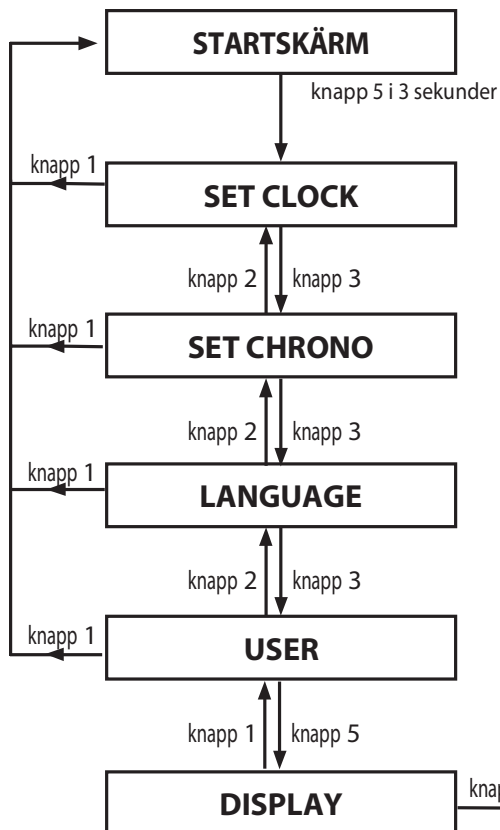 STARTSKÄRM
knapp 5 i 3 sekunder
knapp 1
SET CLOCK
knapp 2 knapp 3
knapp 1
SET CHRONO
knapp 2 knapp 3
knapp 1
LANGUAGE
knapp 2 knapp 3
knapp 1
USER
knapp 1 knapp 5
DISPLAY